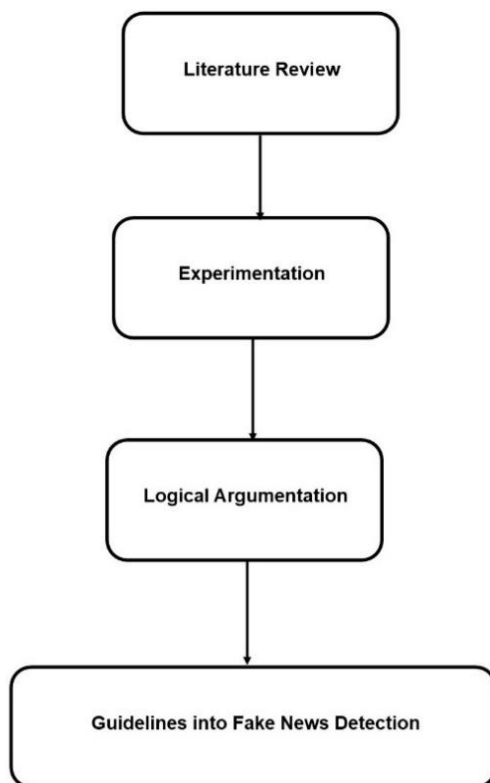 Literature Review
Experimentation
Logical Argumentation
Guidelines into Fake News Detection